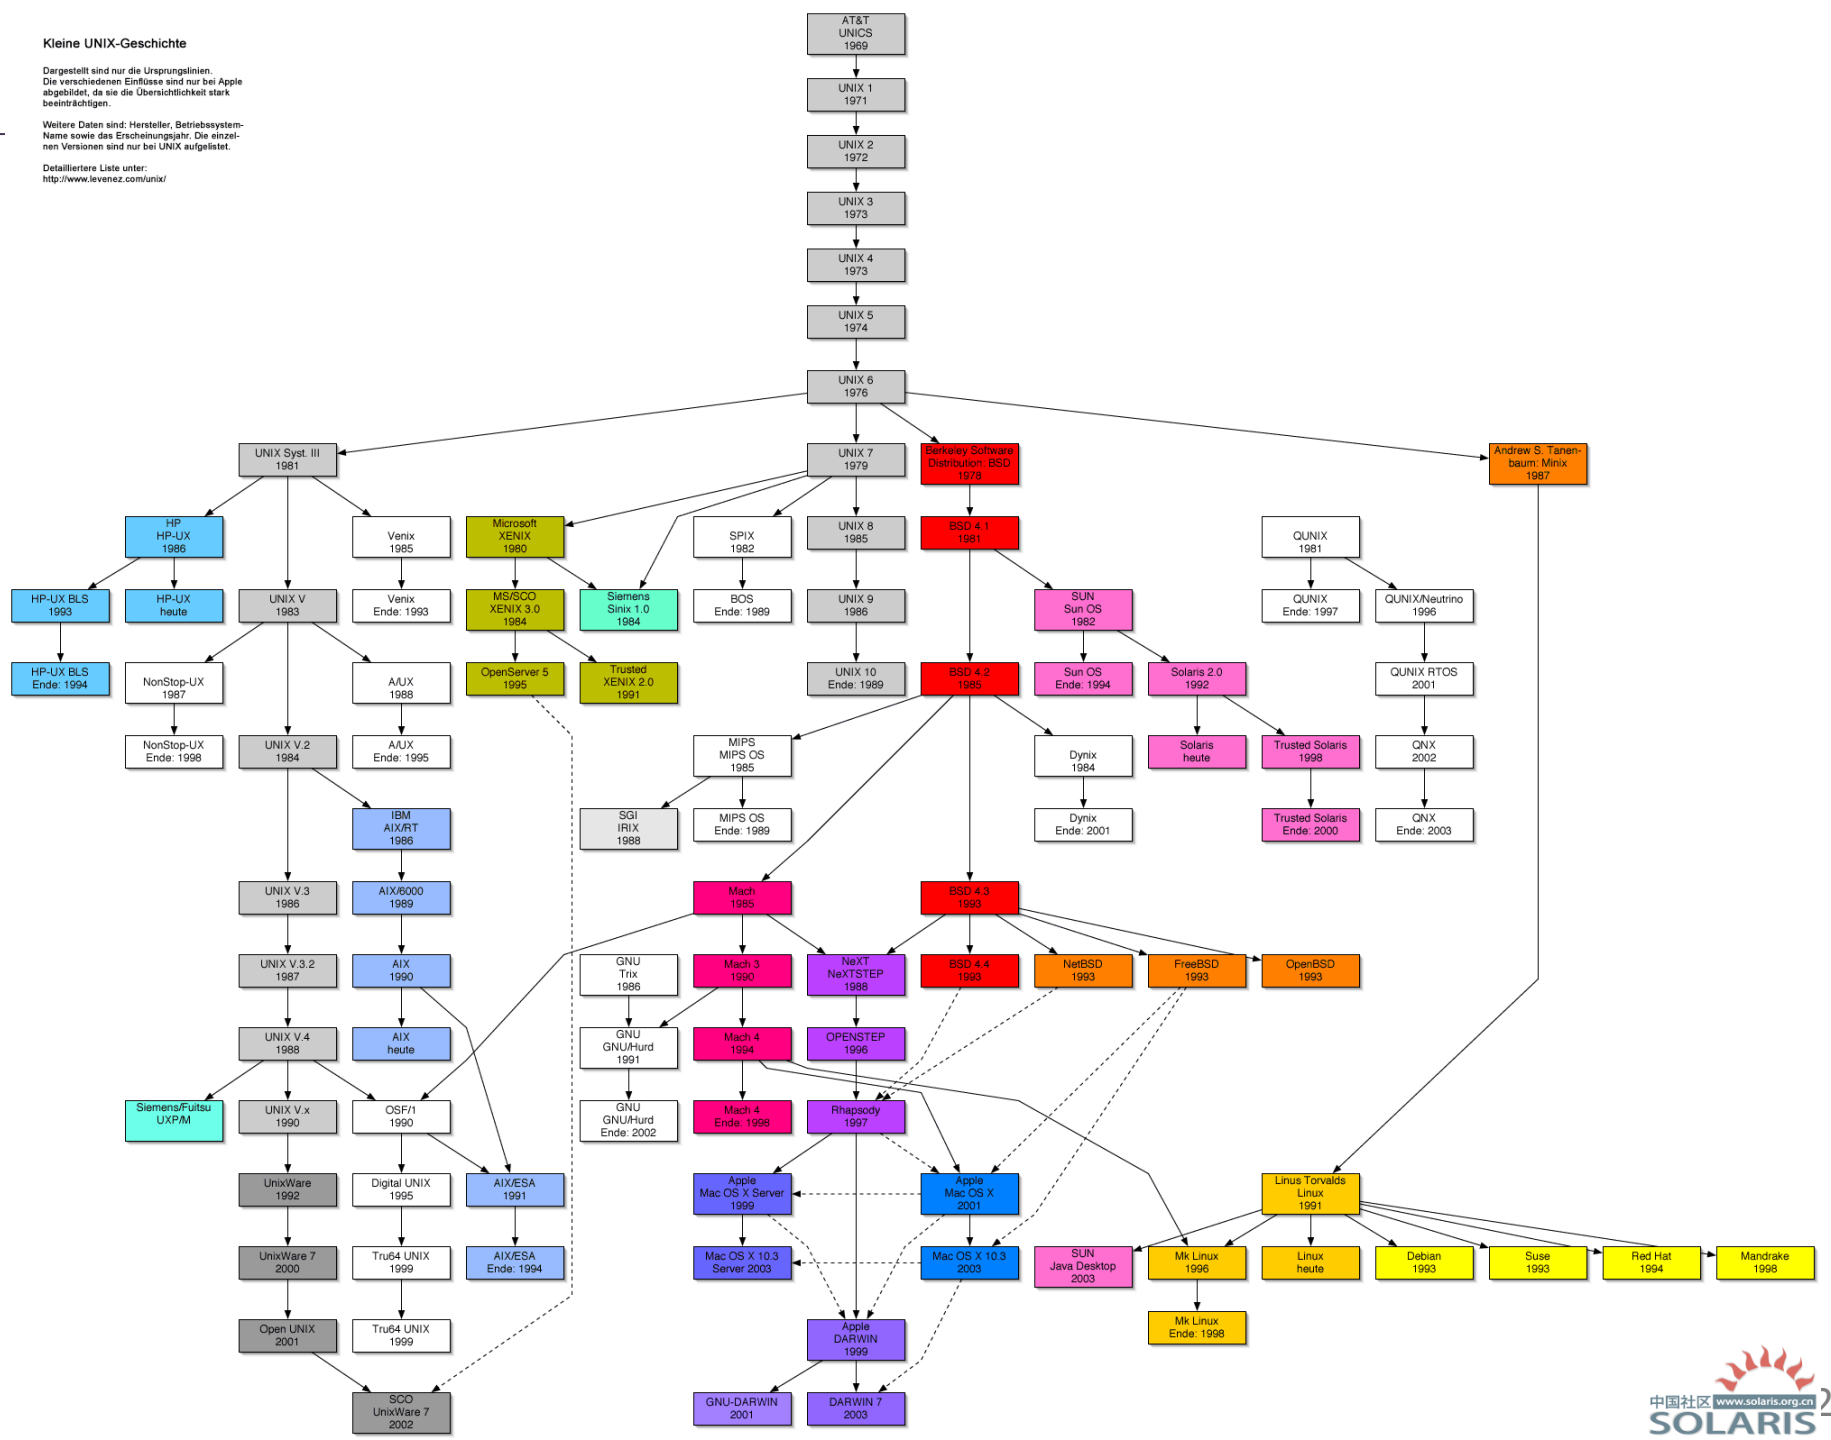 Kleine UNIX-Geschichte
Dargestellt sind nur die Ursprungslinien.
Die verschiedenen Einflüsse sind nur bei Apple
abgebildet, da sie die Übersichtlichkeit stark
beeinträchtigen.
Weitere Daten sind: Hersteller, Betriebssystem-
Name sowie das Erscheinungsjahr. Die einzel-
nen Versionen sind nur bei UNIX aufgelistet.
Detailliertere Liste unter:
http://www.levenez.com/unix/
AT&T
UNICS
1969
UNIX 1
1971
UNIX 2
1972
UNIX 3
1973
UNIX 4
1973
UNIX 5
1974
UNIX 6
1976
UNIX Syst. III
1981
UNIX 7
1979
Berkeley Software
Distribution: BSD
1978
Andrew S. Tanen-
baum: Minix
1987
HP
HP-UX
1986
Venix
1985
Microsoft
XENIX
1980
SPIX
1982
UNIX 8
1985
BSD 4.1
1981
QUNIX
1981
HP-UX BLS
1993
HP-UX
heute
UNIX V
1983
Venix
Ende: 1993
MS/SCO
XENIX 3.0
1984
Siemens
Sinix 1.0
1984
BOS
Ende: 1989
UNIX 9
1986
SUN
Sun OS
1982
QUNIX
Ende: 1997
QUNIX/Neutrino
1996
HP-UX BLS
Ende: 1994
NonStop-UX
1987
A/UX
1988
OpenServer 5
1995
Trusted
XENIX 2.0
1991
UNIX 10
Ende: 1989
BSD 4.2
1985
Sun OS
Ende: 1994
Solaris 2.0
1992
QUNIX RTOS
2001
NonStop-UX
Ende: 1998
UNIX V.2
1984
A/UX
Ende: 1995
MIPS
MIPS OS
1985
Dynix
1984
Solaris
heute
Trusted Solaris
1998
QNX
2002
IBM
AIX/RT
1986
SGI
IRIX
1988
MIPS OS
Ende: 1989
Dynix
Ende: 2001
Trusted Solaris
Ende: 2000
QNX
Ende: 2003
UNIX V.3
1986
AIX/6000
1989
Mach
1985
BSD 4.3
1993
UNIX V.3.2
1987
AIX
1990
GNU
Trix
1986
Mach 3
1990
NeXT
NeXTSTEP
1988
BSD 4.4
1993
NetBSD
1993
FreeBSD
1993
OpenBSD
1993
UNIX V.4
1988
AIX
heute
GNU
GNU/Hurd
1991
Mach 4
1994
OPENSTEP
1996
Siemens/Fuitsu
UXP/M
UNIX V.x
1990
OSF/1
1990
GNU
GNU/Hurd
Ende: 2002
Mach 4
Ende: 1998
Rhapsody
1997
UnixWare
1992
Digital UNIX
1995
AIX/ESA
1991
Apple
Mac OS X Server
1999
Apple
Mac OS X
2001
Linus Torvalds
Linux
1991
UnixWare 7
2000
Tru64 UNIX
1999
AIX/ESA
Ende: 1994
Mac OS X 10.3
Server 2003
Mac OS X 10.3
2003
SUN
Java Desktop
2003
Mk Linux
1996
Linux
heute
Debian
1993
Suse
1993
Red Hat
1994
Mandrake
1998
Open UNIX
2001
Tru64 UNIX
1999
Apple
DARWIN
1999
Mk Linux
Ende: 1998
SCO
UnixWare 7
2002
GNU-DARWIN
2001
DARWIN 7
2003
中国社区 www.solaris.org.cn
SOLARIS
2